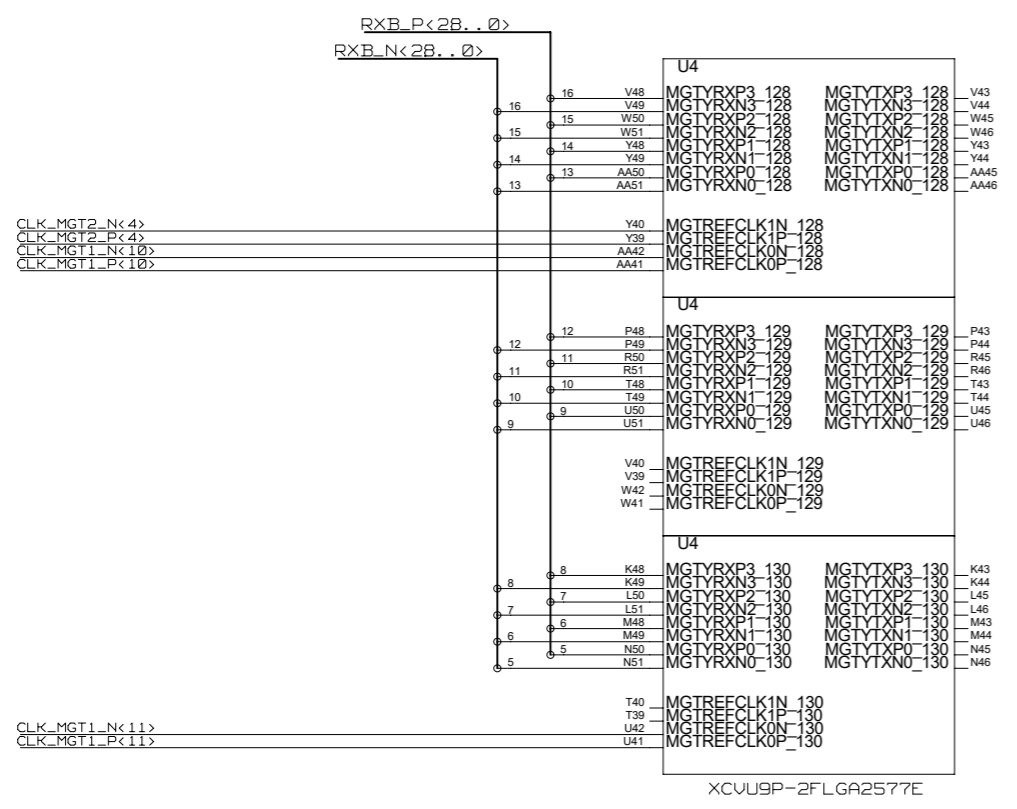 RXB_P<28..0>
RXB_N<28..0>
U4
16 V48 MGTYRXP3_128 MGTYTXP3_128 V43
16 V49 MGTYRXN3_128 MGTYTXN3_128 V44
15 W50 MGTYRXP2_128 MGTYTXP2_128 W45
15 W51 MGTYRXN2_128 MGTYTXN2_128 W46
14 Y48 MGTYRXP1_128 MGTYTXP1_128 Y43
14 Y49 MGTYRXN1_128 MGTYTXN1_128 Y44
13 AA50 MGTYRXP0_128 MGTYTXP0_128 AA45
13 AA51 MGTYRXN0_128 MGTYTXN0_128 AA46
CLK_MGT2_N<4> Y40 MGTREFCLK1N_128
CLK_MGT2_P<4> Y39 MGTREFCLK1P_128
CLK_MGT1_N<10> AA42 MGTREFCLK0N_128
CLK_MGT1_P<10> AA41 MGTREFCLK0P_128
U4
12 P48 MGTYRXP3_129 MGTYTXP3_129 P43
12 P49 MGTYRXN3_129 MGTYTXN3_129 P44
11 R50 MGTYRXP2_129 MGTYTXP2_129 R45
11 R51 MGTYRXN2_129 MGTYTXN2_129 R46
10 T48 MGTYRXP1_129 MGTYTXP1_129 T43
10 T49 MGTYRXN1_129 MGTYTXN1_129 T44
9 U50 MGTYRXP0_129 MGTYTXP0_129 U45
9 U51 MGTYRXN0_129 MGTYTXN0_129 U46
V40 MGTREFCLK1N_129
V39 MGTREFCLK1P_129
W42 MGTREFCLK0N_129
W41 MGTREFCLK0P_129
U4
8 K48 MGTYRXP3_130 MGTYTXP3_130 K43
8 K49 MGTYRXN3_130 MGTYTXN3_130 K44
7 L50 MGTYRXP2_130 MGTYTXP2_130 L45
7 L51 MGTYRXN2_130 MGTYTXN2_130 L46
6 M48 MGTYRXP1_130 MGTYTXP1_130 M43
6 M49 MGTYRXN1_130 MGTYTXN1_130 M44
5 N50 MGTYRXP0_130 MGTYTXP0_130 N45
5 N51 MGTYRXN0_130 MGTYTXN0_130 N46
T40 MGTREFCLK1N_130
T39 MGTREFCLK1P_130
CLK_MGT1_N<11> U42 MGTREFCLK0N_130
CLK_MGT1_P<11> U41 MGTREFCLK0P_130
XCVU9P-2FLGA2577E